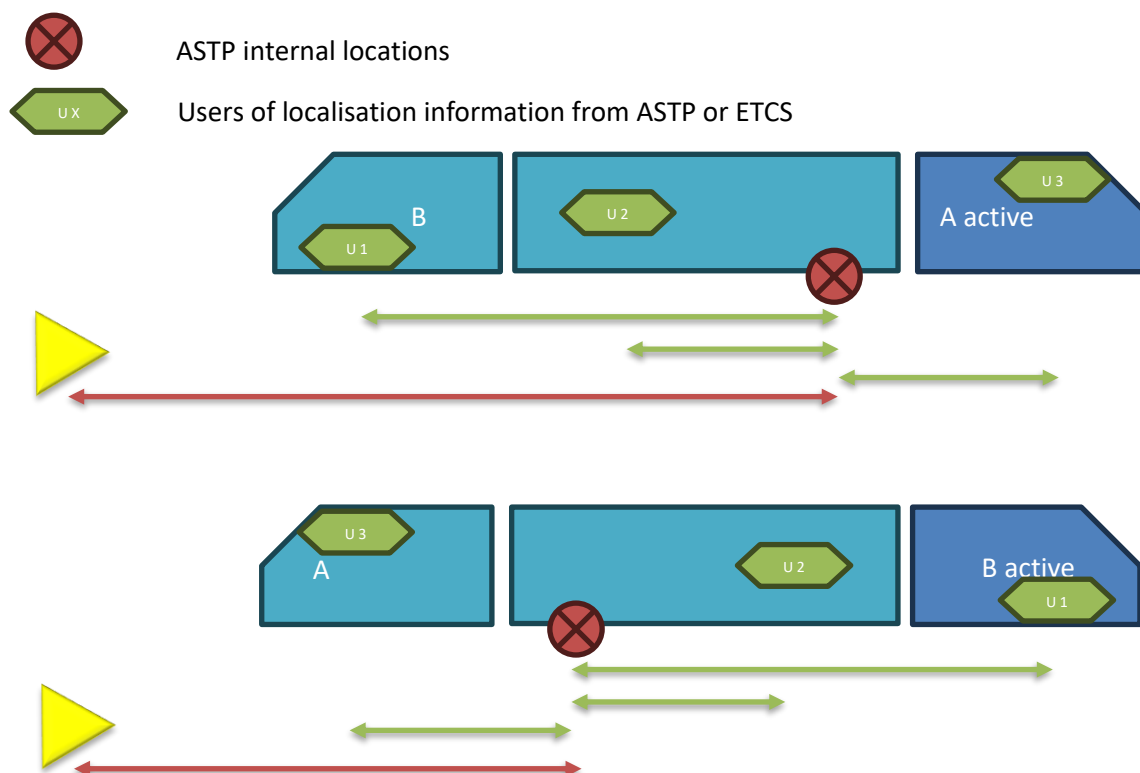 ASTP internal locations
U X
Users of localisation information from ASTP or ETCS
U 3
U 2
B
A active
U 1
U 3
U 2
A
B active
U 1